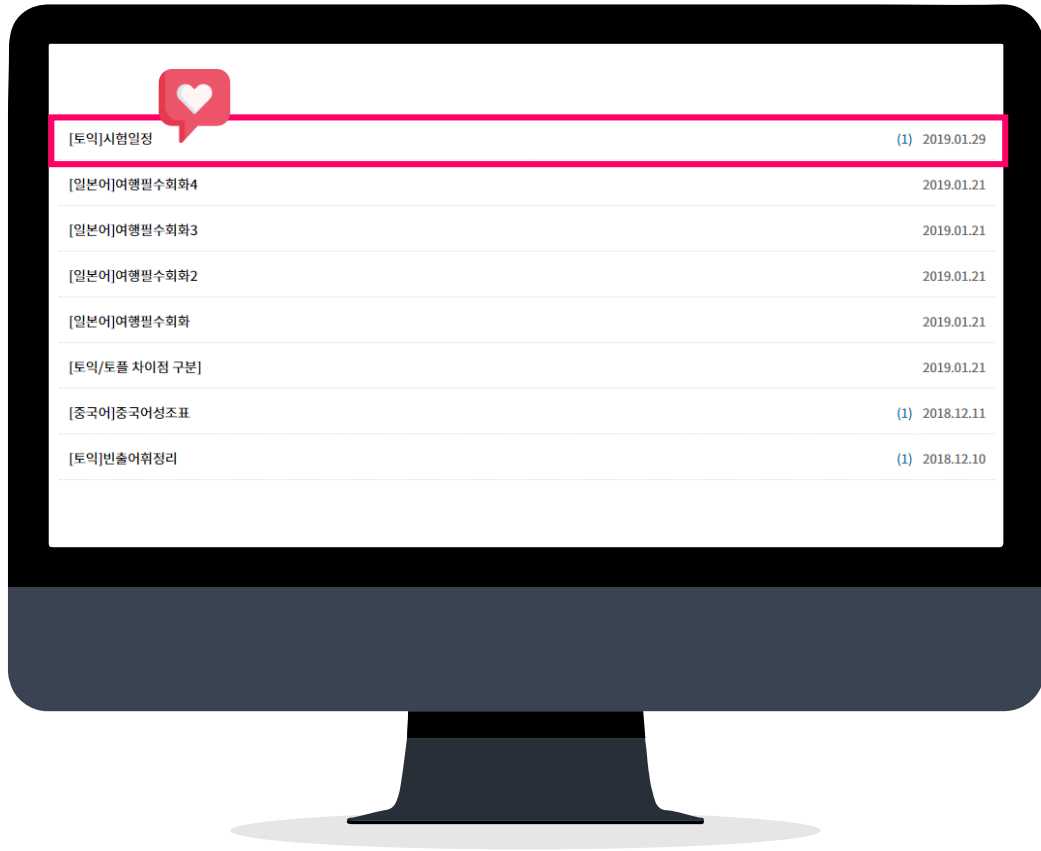 [토익]시험일정 (1) 2019.01.29
[일본어]여행필수회화4 2019.01.21
[일본어]여행필수회화3 2019.01.21
[일본어]여행필수회화2 2019.01.21
[일본어]여행필수회화 2019.01.21
[토익/토플 차이점 구분] 2019.01.21
[중국어]중국어성조표 (1) 2018.12.11
[토익]빈출어휘정리 (1) 2018.12.10